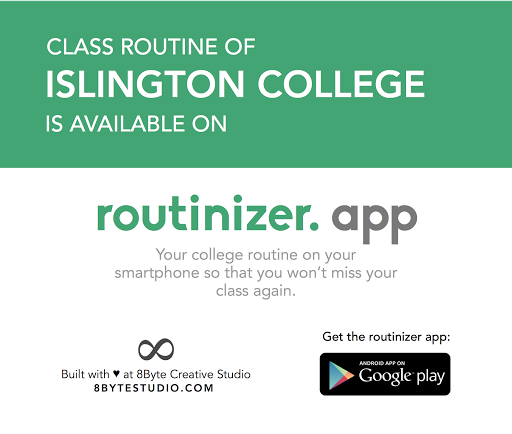 CLASS ROUTINE OF
ISLINGTON COLLEGE
IS AVAILABLE ON
routinizer. app
Your college routine on your
smartphone so that you won't miss your
class again.
Built with ♥ at 8Byte Creative Studio
8BYTESTUDIO.COM
Get the routinizer app:
ANDROID APP ON
Google play